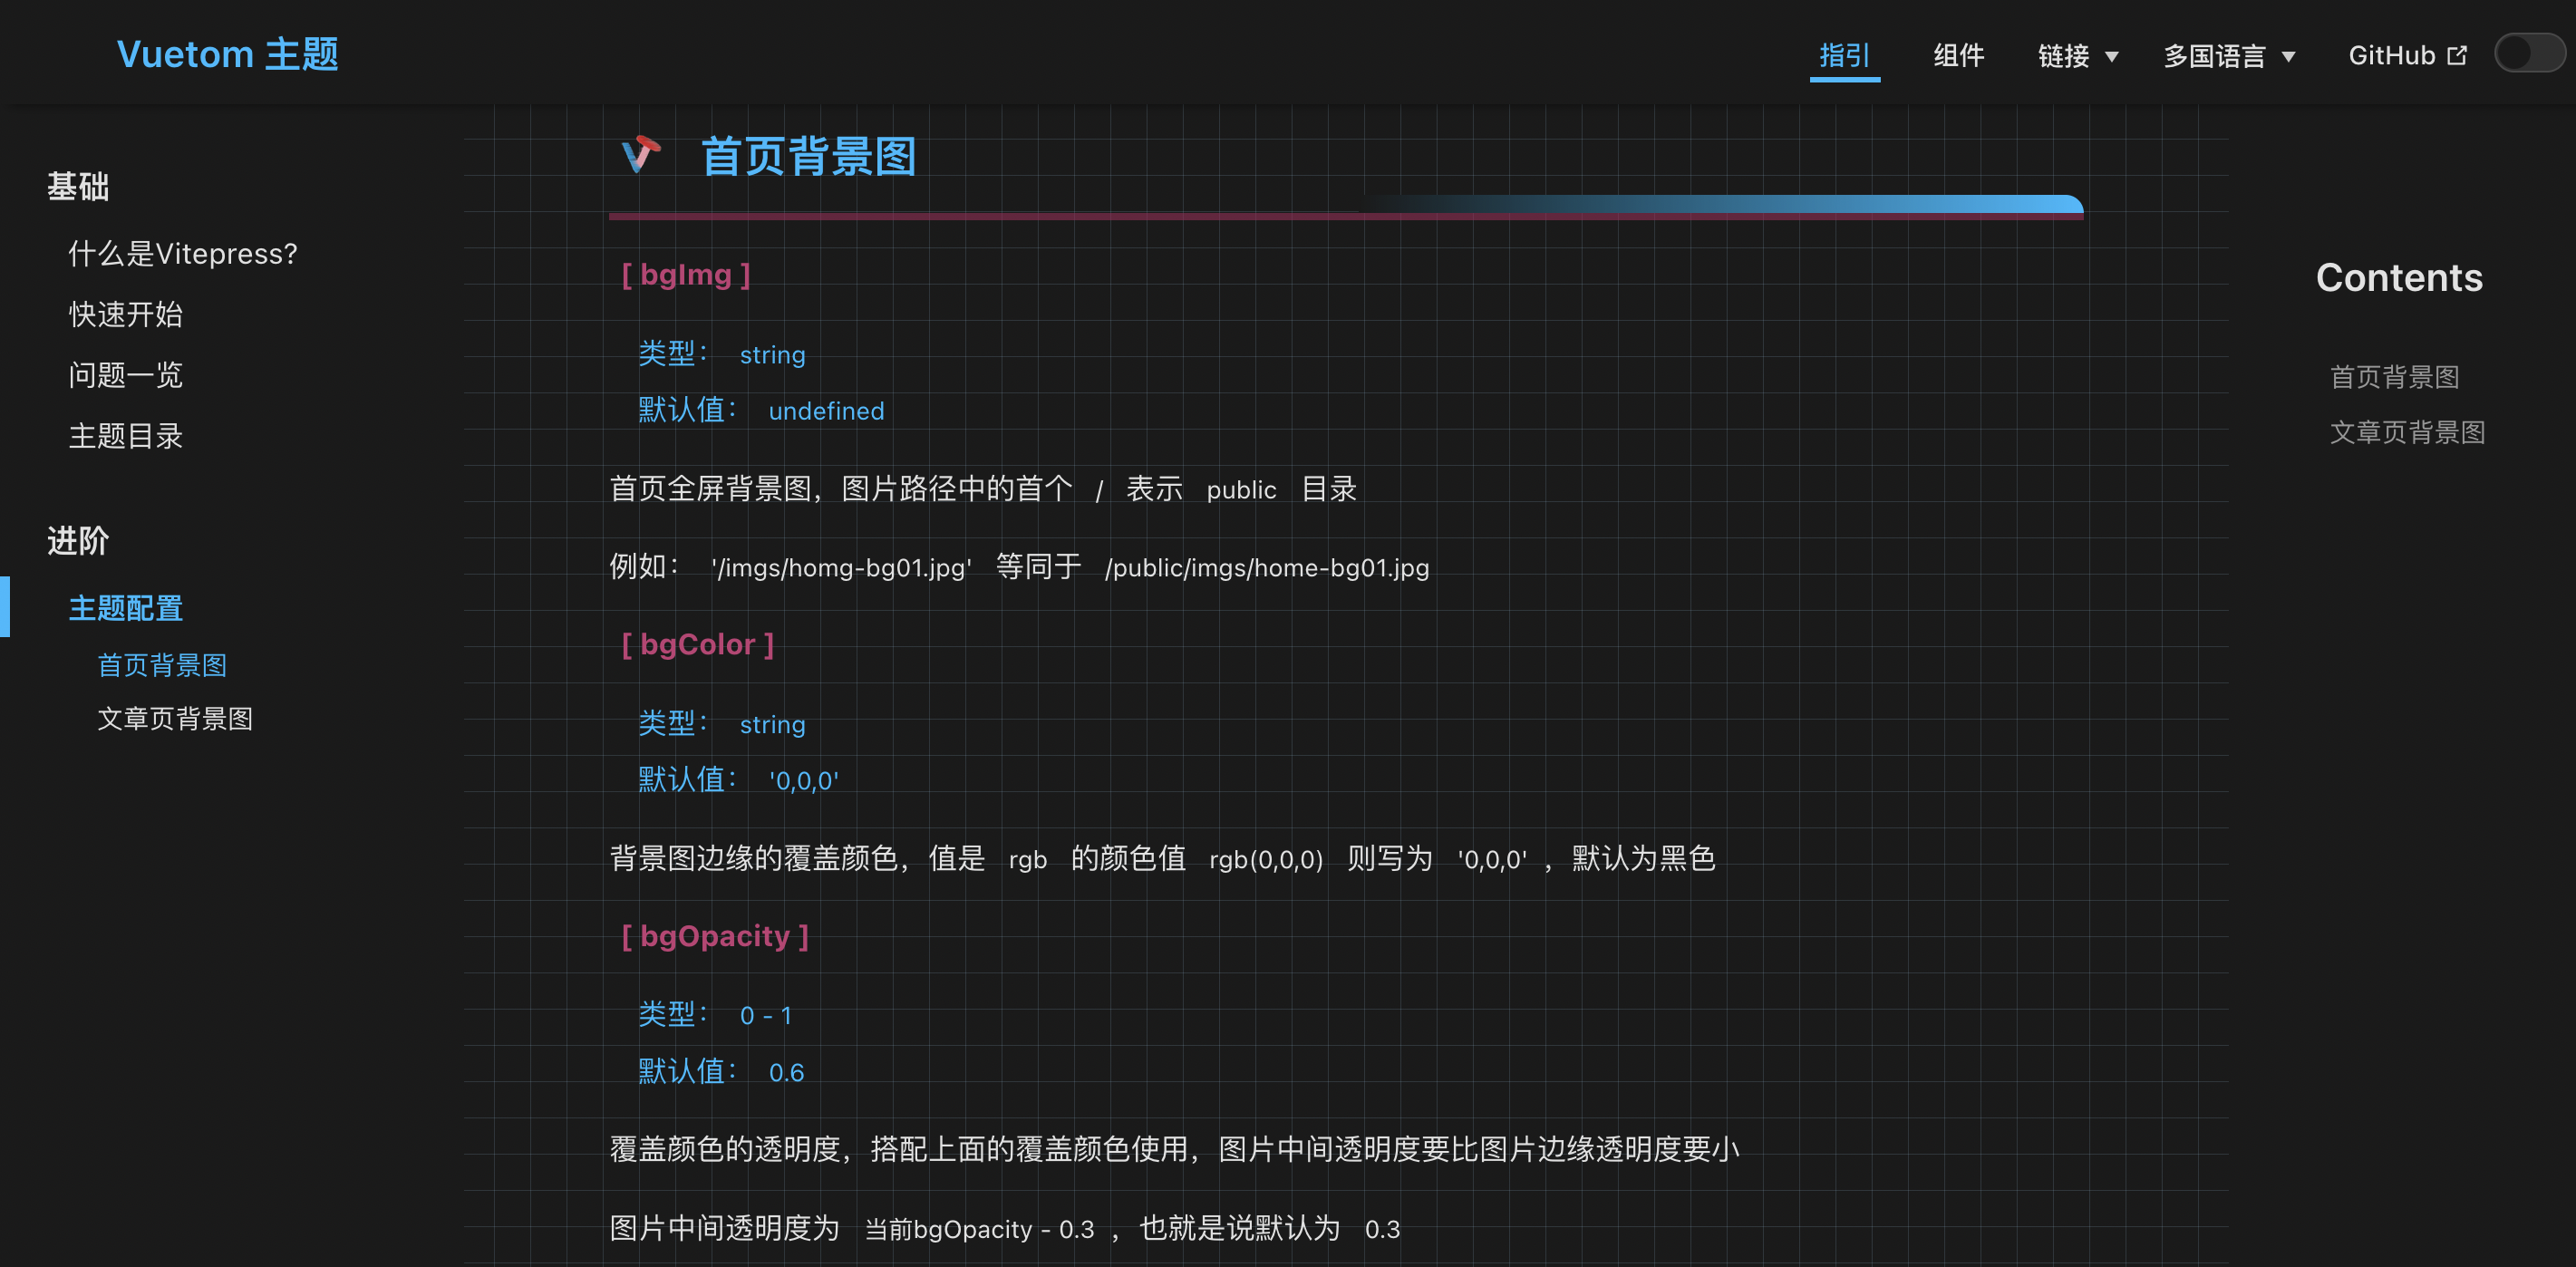 Vuetom 主题
指引 组件 链接 多国语言 GitHub
基础
什么是Vitepress?
快速开始
问题一览
主题目录
进阶
主题配置
首页背景图
文章页背景图
首页背景图
[ bgImg ]
类型： string
默认值： undefined
首页全屏背景图，图片路径中的首个 / 表示 public 目录
例如： '/imgs/homg-bg01.jpg' 等同于 /public/imgs/home-bg01.jpg
[ bgColor ]
类型： string
默认值： '0,0,0'
背景图边缘的覆盖颜色，值是 rgb 的颜色值 rgb(0,0,0) 则写为 '0,0,0' ，默认为黑色
[ bgOpacity ]
类型： 0 - 1
默认值： 0.6
覆盖颜色的透明度，搭配上面的覆盖颜色使用，图片中间透明度要比图片边缘透明度要小
图片中间透明度为 当前bgOpacity - 0.3 ，也就是说默认为 0.3
Contents
首页背景图
文章页背景图